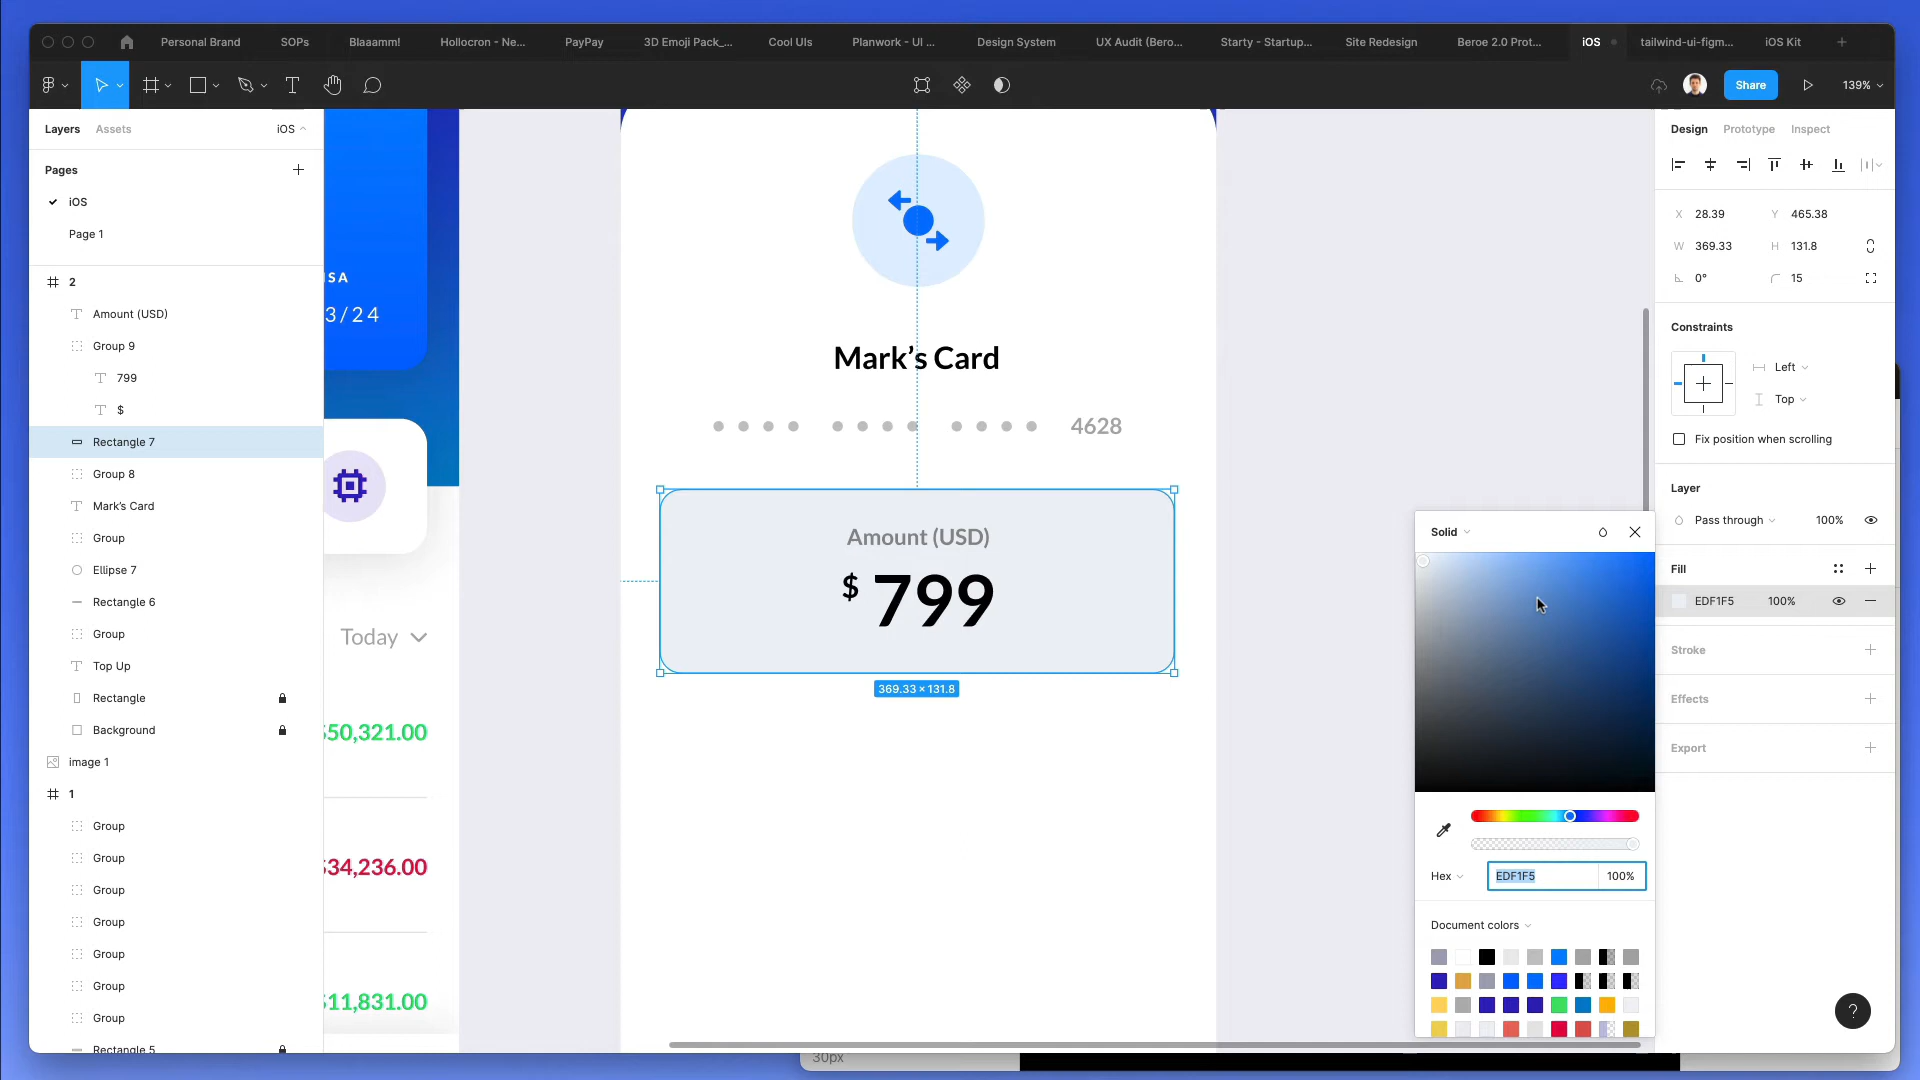 Personal Brand
SOPs
Blaaamm!
Hollocron - Ne...
PayPay
3D Emoji Pack_...
Cool UIs
Planwork - UI ...
Design System
UX Audit (Bero...
Starty - Startup...
Site Redesign
Beroe 2.0 Prot...
iOS
tailwind-ui-figm...
iOS Kit
Share
139%
Layers
Assets
iOS
Pages
iOS
Page 1
2
Amount (USD)
Group 9
799
$
Rectangle 7
Group 8
Mark's Card
Group
Ellipse 7
Rectangle 6
Group
Top Up
Rectangle
Background
image 1
1
Group
Group
Group
Group
Group
Group
Group
Rectangle 5
ISA
3/24
Today
$50,321.00
$34,236.00
$11,831.00
Mark’s Card
4628
Amount (USD)
$ 799
369.33 × 131.8
30px
Design
Prototype
Inspect
X 28.39
Y 465.38
W 369.33
H 131.8
0°
15
Constraints
Left
Top
Fix position when scrolling
Layer
Pass through
100%
Fill
EDF1F5
100%
Stroke
Effects
Export
Solid
Hex
EDF1F5
100%
Document colors
?